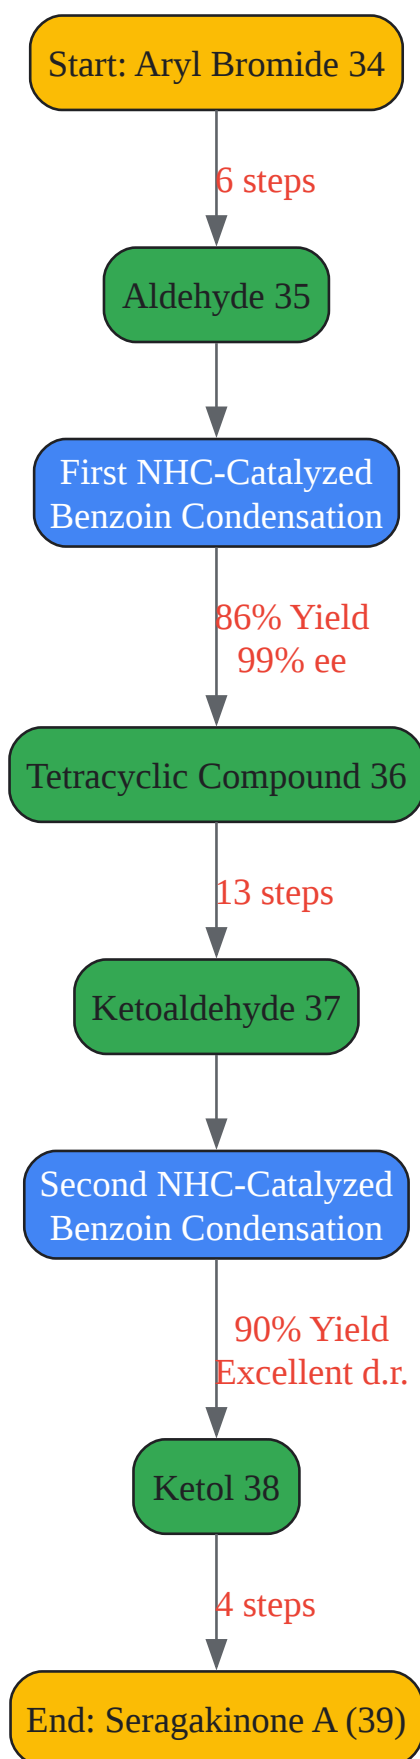 Start: Aryl Bromide 34
6 steps
Aldehyde 35
First NHC-Catalyzed
Benzoin Condensation
86% Yield
99% ee
Tetracyclic Compound 36
13 steps
Ketoaldehyde 37
Second NHC-Catalyzed
Benzoin Condensation
90% Yield
Excellent d.r.
Ketol 38
4 steps
End: Seragakinone A (39)